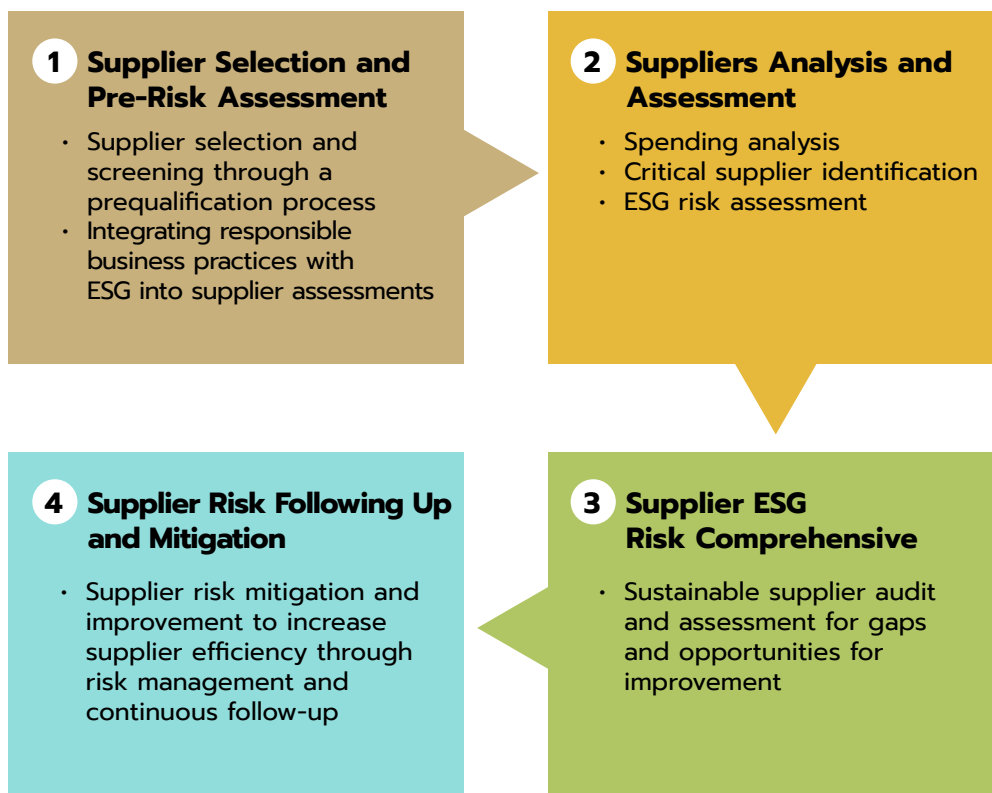 1 Supplier Selection and
Pre-Risk Assessment
• Supplier selection and
screening through a
prequalification process
• Integrating responsible
business practices with
ESG into supplier assessments
2 Suppliers Analysis and
Assessment
• Spending analysis
• Critical supplier identification
• ESG risk assessment
3 Supplier ESG
Risk Comprehensive
• Sustainable supplier audit
and assessment for gaps
and opportunities for
improvement
4 Supplier Risk Following Up
and Mitigation
• Supplier risk mitigation and
improvement to increase
supplier efficiency through
risk management and
continuous follow-up